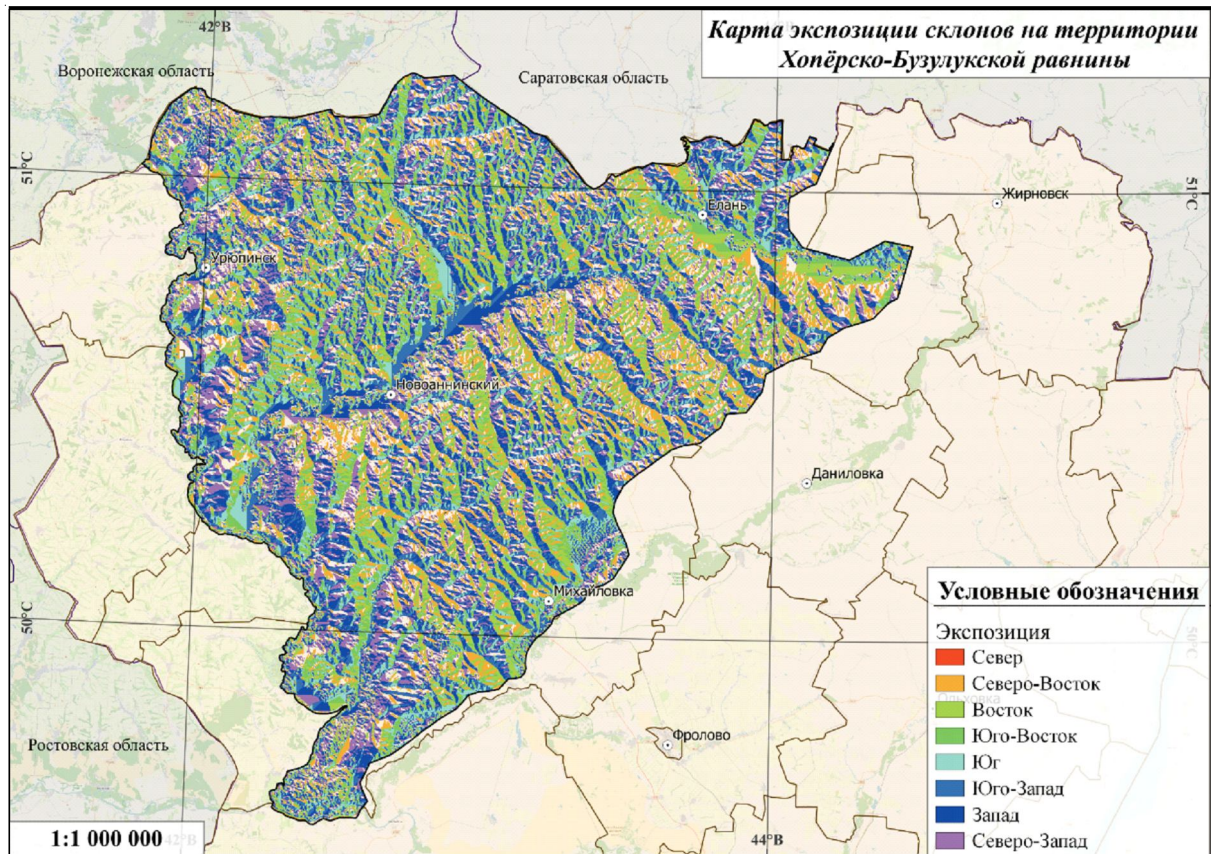 Карта экспозиции склонов на территории
Хопёрско-Бузулукской равнины
42°В
Воронежская область
Саратовская область
51°С
51°С
Жирновск
Елань
Урюпинск
Новоаннинский
Даниловка
Михайловка
50°С
50°С
Фролово
Ростовская область
Условные обозначения
Экспозиция
Север
Северо-Восток
Восток
Юго-Восток
Юг
Юго-Запад
Запад
Северо-Запад
Ольховка
1:1 000 000
42°В
44°В